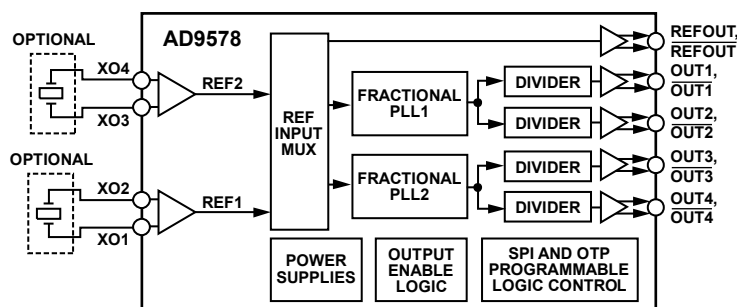 OPTIONAL
AD9578
REFOUT,
REFOUT
XO4
REF2
XO3
REF
INPUT
MUX
FRACTIONAL
PLL1
DIVIDER
OUT1,
OUT1
DIVIDER
OUT2,
OUT2
OPTIONAL
XO2
REF1
XO1
FRACTIONAL
PLL2
DIVIDER
OUT3,
OUT3
DIVIDER
OUT4,
OUT4
POWER
SUPPLIES
OUTPUT
ENABLE
LOGIC
SPI AND OTP
PROGRAMMABLE
LOGIC CONTROL